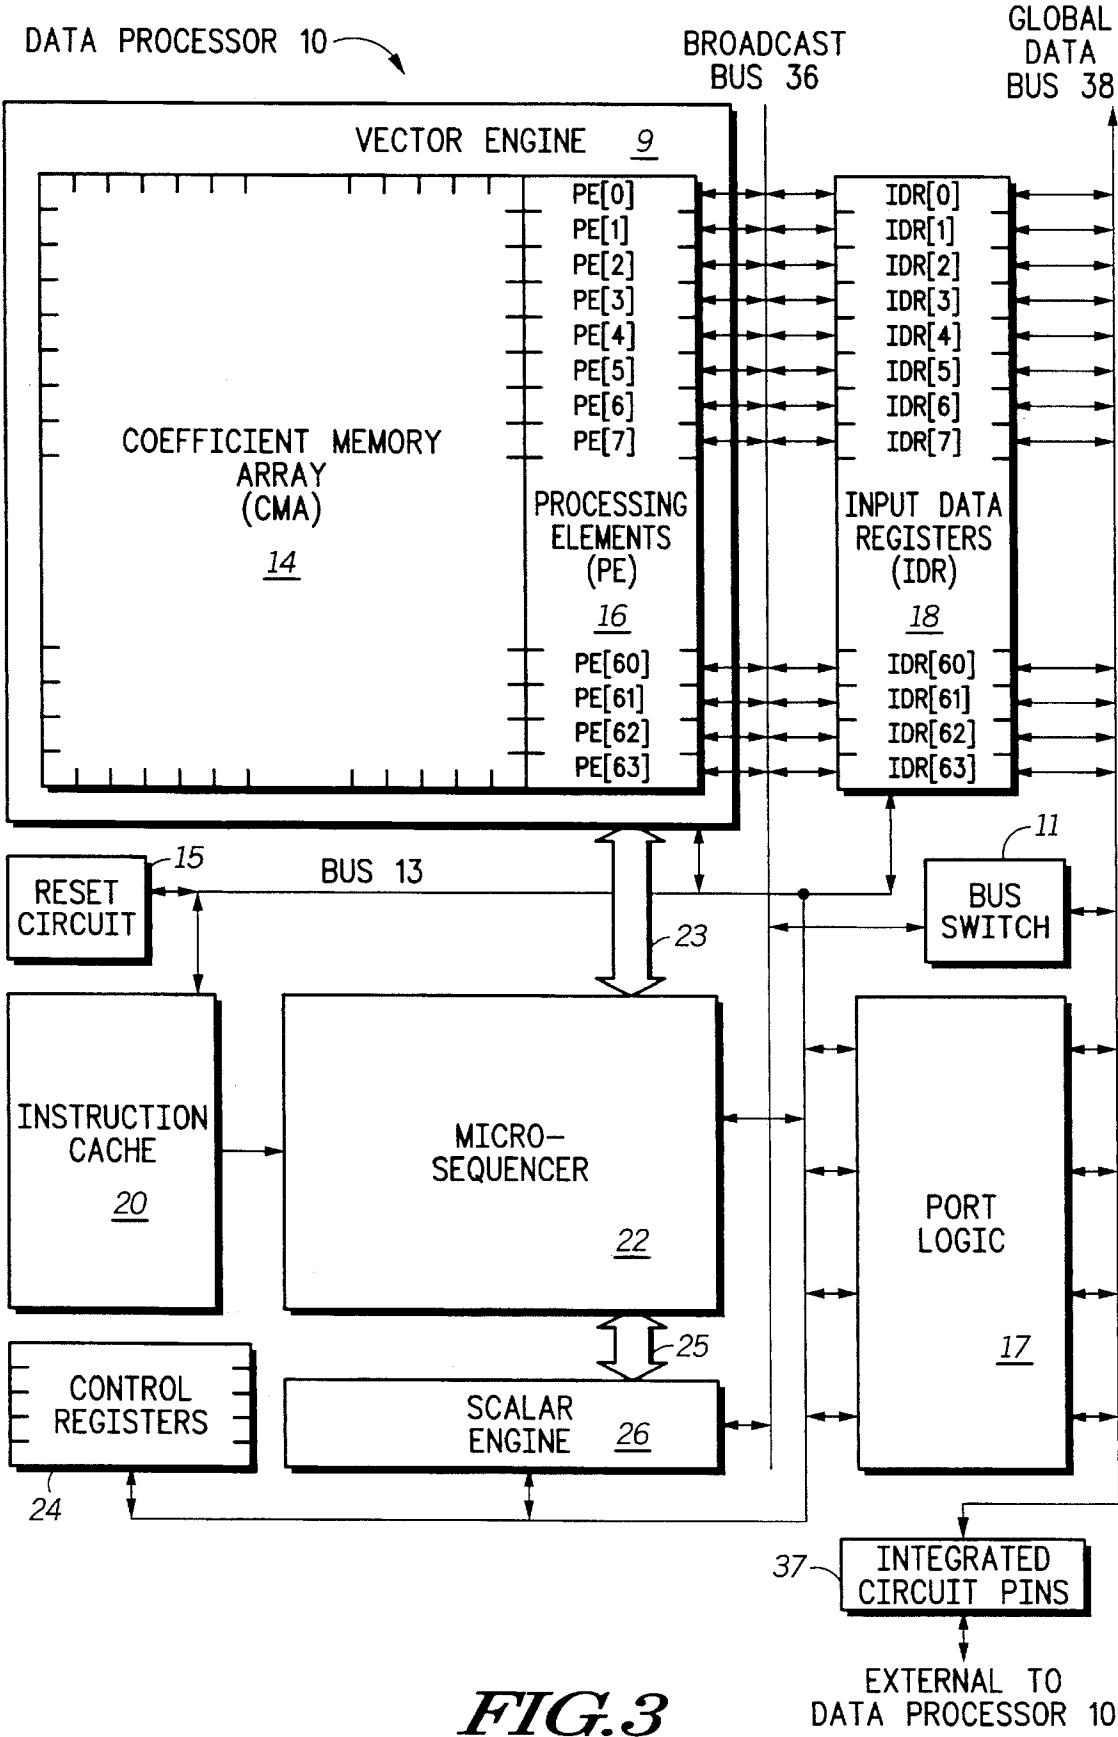 DATA PROCESSOR 10
BROADCAST
BUS 36
GLOBAL
DATA
BUS 38
VECTOR ENGINE 9
PE[0]
PE[1]
PE[2]
PE[3]
PE[4]
PE[5]
PE[6]
PE[7]
IDR[0]
IDR[1]
IDR[2]
IDR[3]
IDR[4]
IDR[5]
IDR[6]
IDR[7]
COEFFICIENT MEMORY
ARRAY
(CMA)
14
PROCESSING
ELEMENTS
(PE)
16
INPUT DATA
REGISTERS
(IDR)
18
PE[60]
PE[61]
PE[62]
PE[63]
IDR[60]
IDR[61]
IDR[62]
IDR[63]
RESET
CIRCUIT
15
BUS 13
23
11
BUS
SWITCH
INSTRUCTION
CACHE
20
MICRO-
SEQUENCER
22
PORT
LOGIC
17
25
CONTROL
REGISTERS
24
SCALAR
ENGINE
26
37
INTEGRATED
CIRCUIT PINS
EXTERNAL TO
DATA PROCESSOR 10
FIG.3